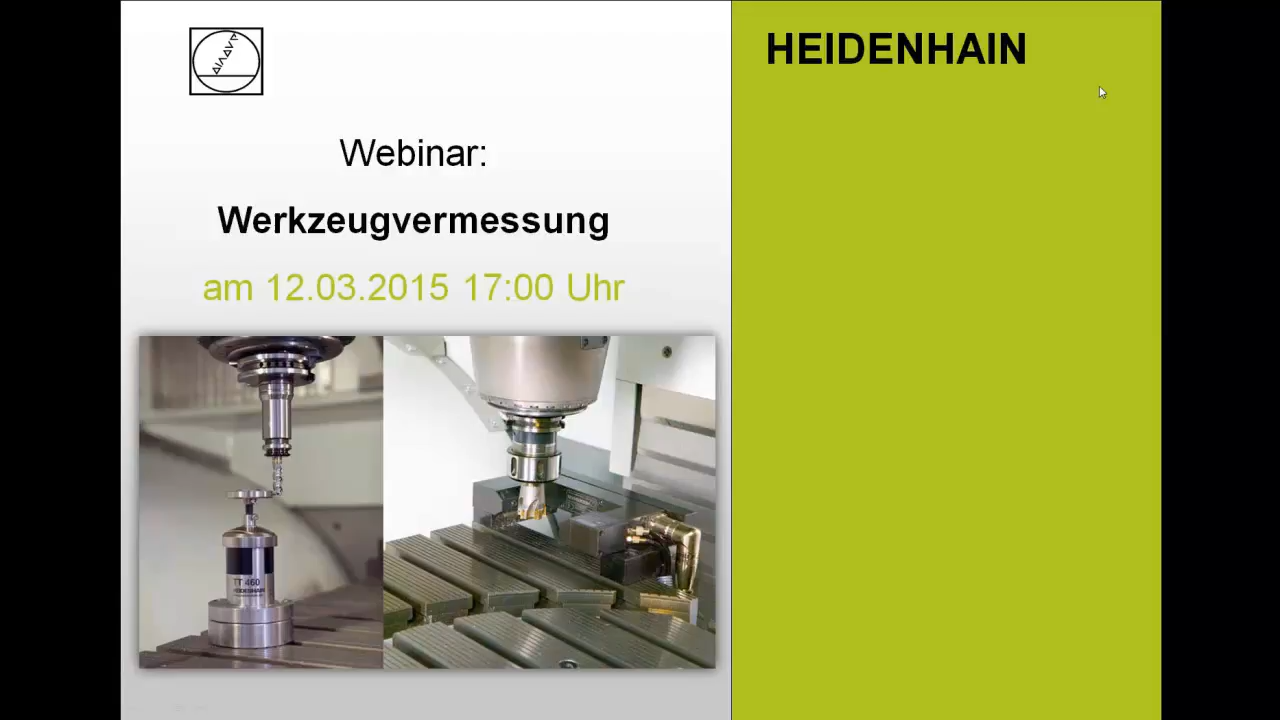 HEIDENHAIN
Webinar:
Werkzeugvermessung
am 12.03.2015 17:00 Uhr
TT 460
HEIDENHAIN